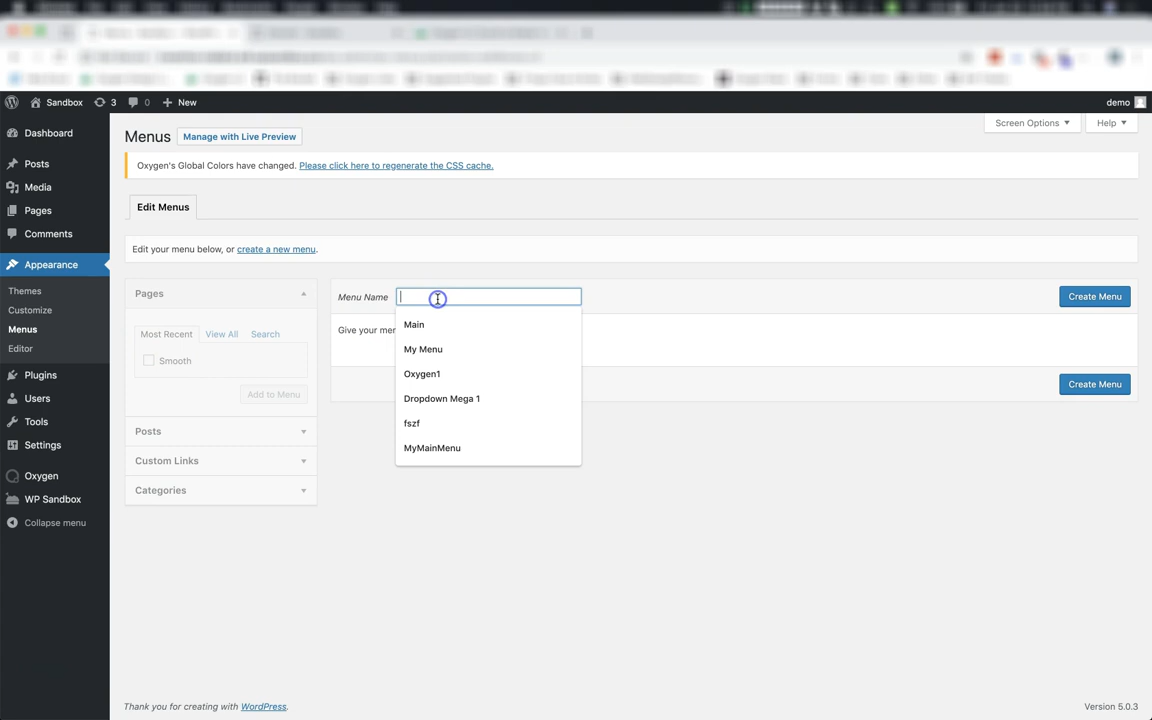 Sandbox 3 0 New demo
Screen Options Help
Dashboard
Posts
Media
Pages
Comments
Appearance
Themes
Customize
Menus
Editor
Plugins
Users
Tools
Settings
Oxygen
WP Sandbox
Collapse menu
Menus Manage with Live Preview
Oxygen's Global Colors have changed. Please click here to regenerate the CSS cache.
Edit Menus
Edit your menu below, or create a new menu.
Pages
Most Recent View All Search
Smooth
Add to Menu
Posts
Custom Links
Categories
Menu Name Create Menu
Give your
Main
My Menu
Oxygen1
Dropdown Mega 1
fszf
MyMainMenu
Create Menu
Thank you for creating with WordPress. Version 5.0.3